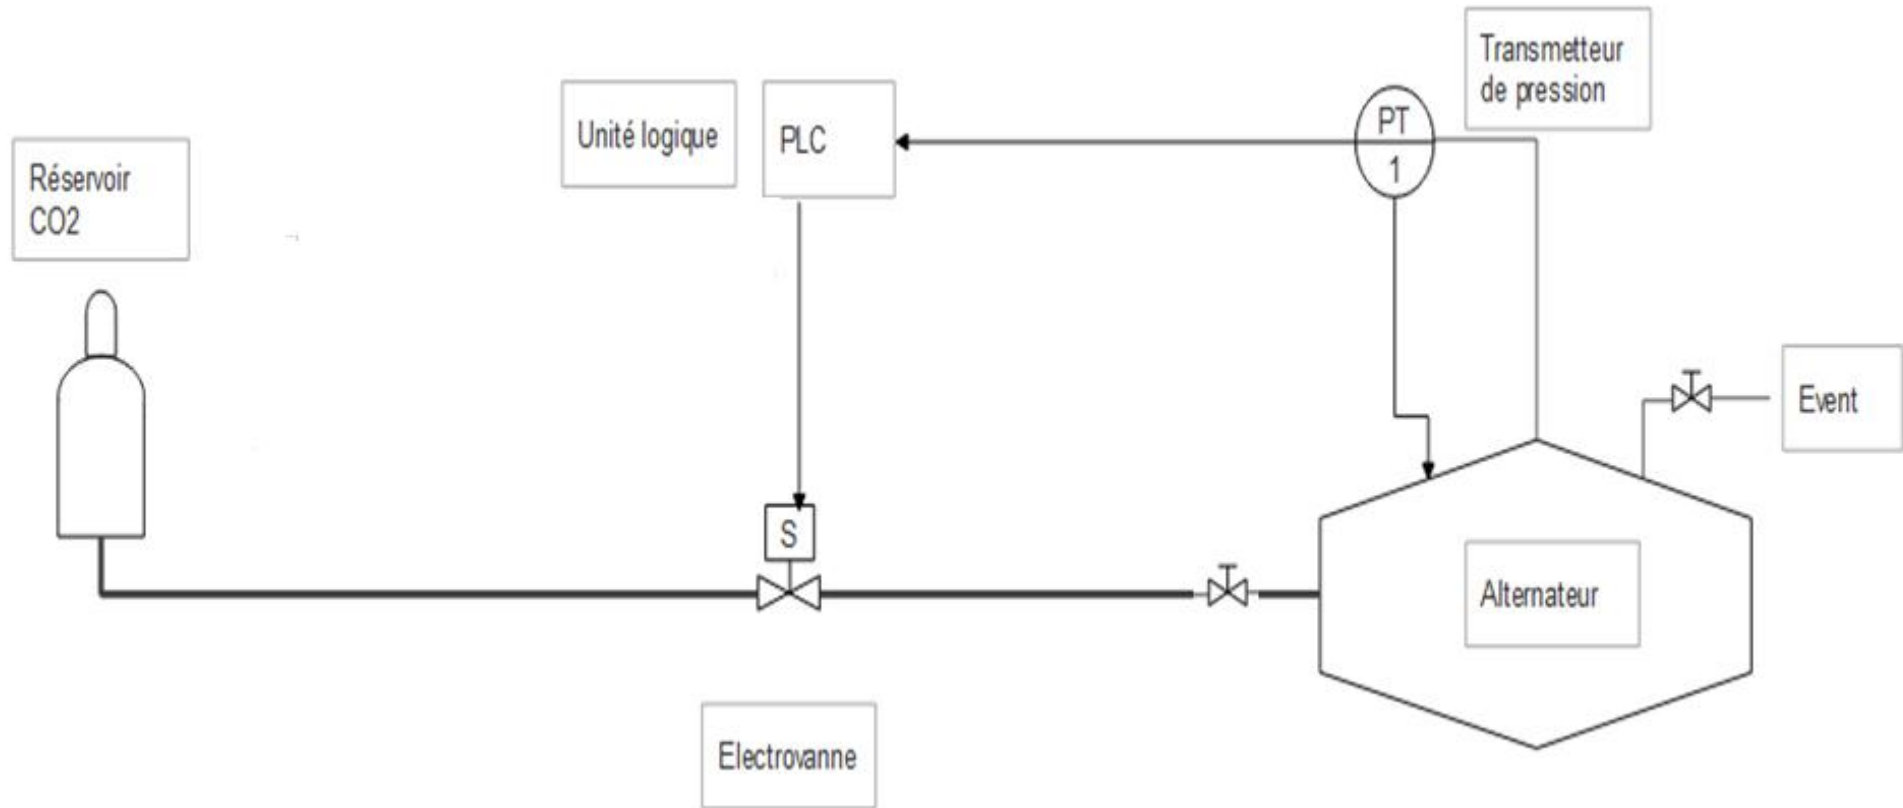 Transmetteur
de pression
Unité logique
PLC
PT
1
Réservoir
CO2
Event
S
Alternateur
Electrovanne